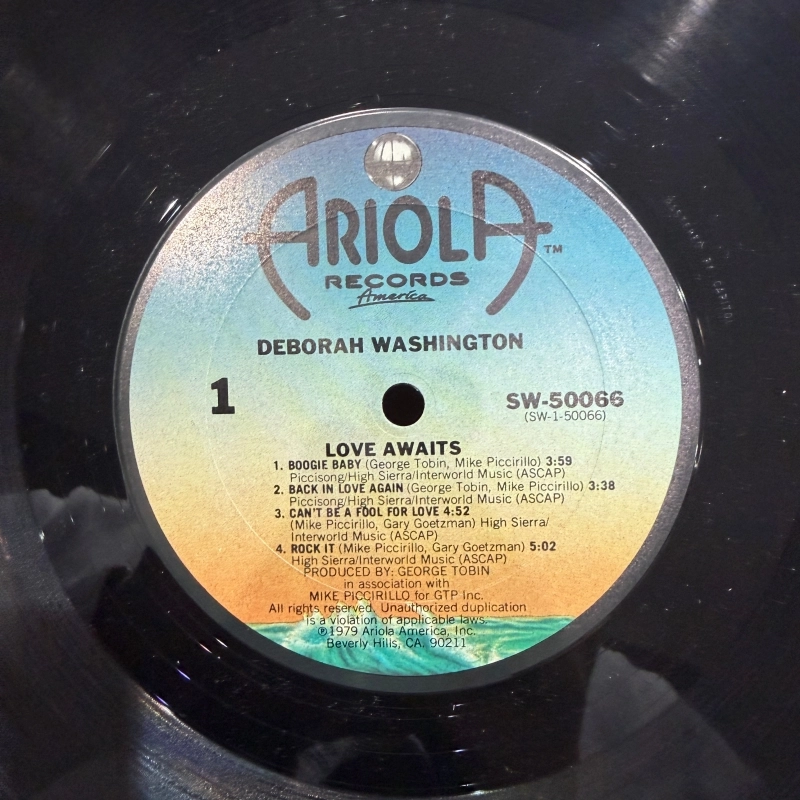 ARIOLA TM
RECORDS
America
DEBORAH WASHINGTON
1
SW-50066
(SW-1-50066)
LOVE AWAITS
1. BOOGIE BABY (George Tobin, Mike Piccirillo) 3:59
Piccisong/High Sierra/Interworld Music (ASCAP)
2. BACK IN LOVE AGAIN (George Tobin, Mike Piccirillo) 3:38
Piccisong/High Sierra/Interworld Music (ASCAP)
3. CAN'T BE A FOOL FOR LOVE 4:52
(Mike Piccirillo, Gary Goetzman) High Sierra/
Interworld Music (ASCAP)
4. ROCK IT (Mike Piccirillo, Gary Goetzman) 5:02
High Sierra/Interworld Music (ASCAP)
PRODUCED BY: GEORGE TOBIN
in association with
MIKE PICCIRILLO for GTP Inc.
All rights reserved. Unauthorized duplication
is a violation of applicable laws.
℗1979 Ariola America, Inc.
Beverly Hills, CA. 90211